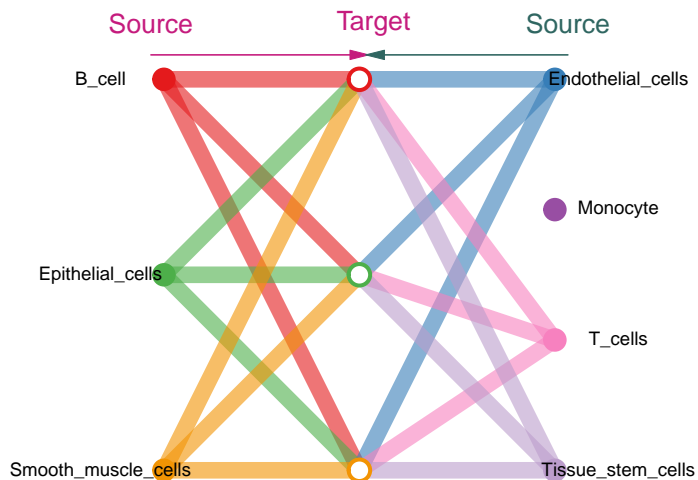 Source Target Source
B_cell Endothelial_cells
Monocyte
Epithelial_cells
T_cells
Smooth_muscle_cells Tissue_stem_cells